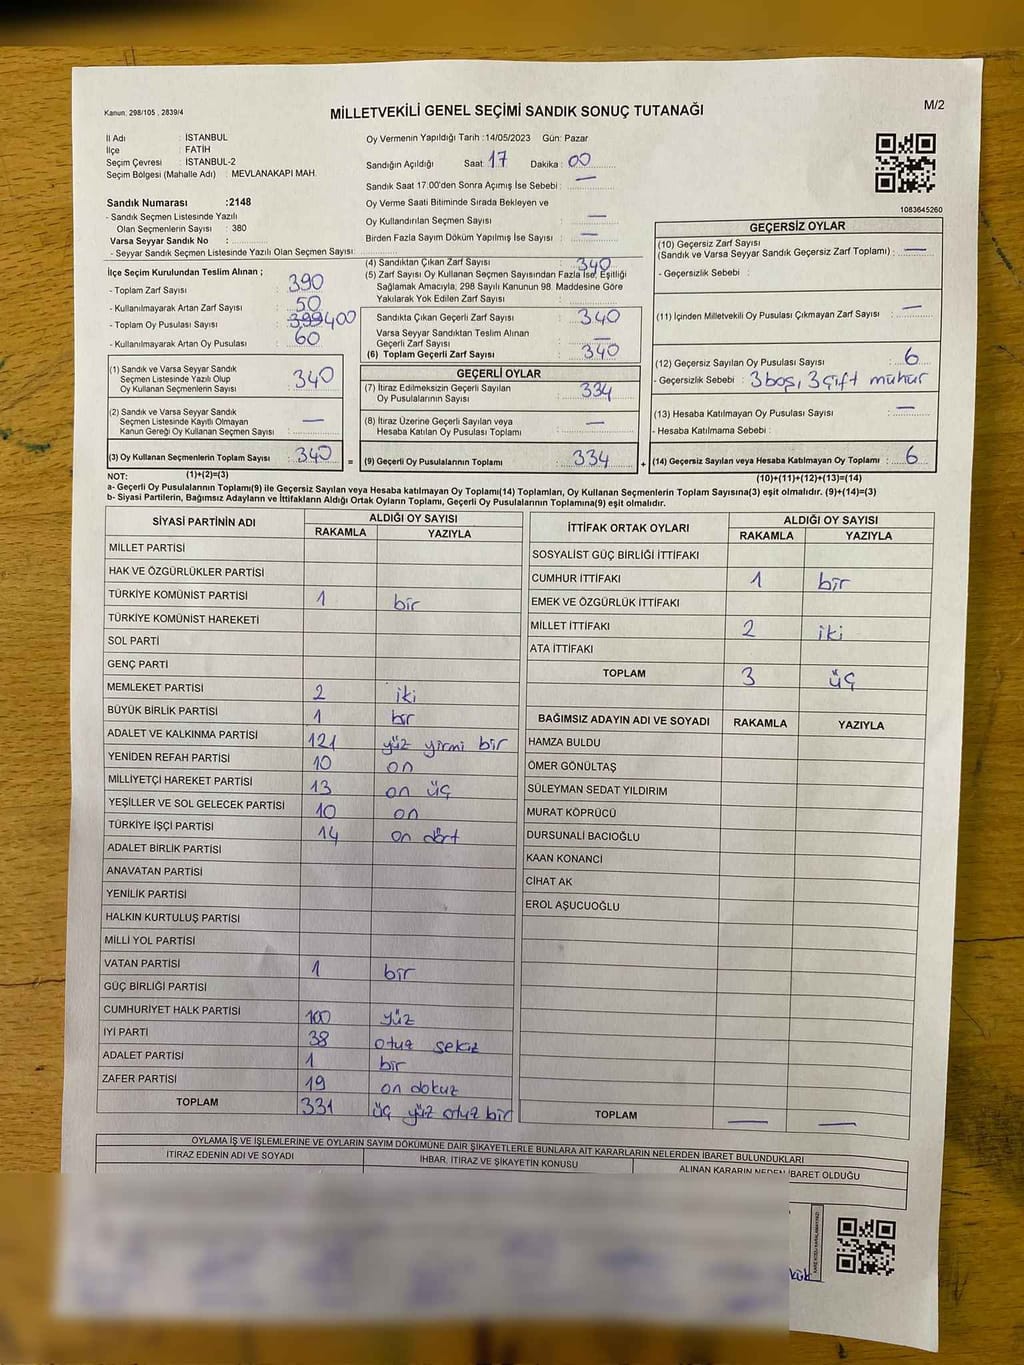 Kanun: 298/105 , 2839/4
MİLLETVEKİLİ GENEL SEÇİMİ SANDIK SONUÇ TUTANAĞI
M/2
İl Adı : İSTANBUL
İlçe : FATİH
Seçim Çevresi : İSTANBUL-2
Seçim Bölgesi (Mahalle Adı) : MEVLANAKAPI MAH.
Oy Vermenin Yapıldığı Tarih :14/05/2023 Gün: Pazar
Sandığın Açıldığı Saat: 17 Dakika : 00
Sandık Saat 17:00'den Sonra Açımış İse Sebebi : —
Oy Verme Saati Bitiminde Sırada Bekleyen ve
Oy Kullandırılan Seçmen Sayısı : —
Birden Fazla Sayım Döküm Yapılmış İse Sayısı : —
1083645260
Sandık Numarası :2148
- Sandık Seçmen Listesinde Yazılı
Olan Seçmenlerin Sayısı : 380
Varsa Seyyar Sandık No :
- Seyyar Sandık Seçmen Listesinde Yazılı Olan Seçmen Sayısı:
İlçe Seçim Kurulundan Teslim Alınan ;
- Toplam Zarf Sayısı : 390
- Kullanılmayarak Artan Zarf Sayısı : 50
- Toplam Oy Pusulası Sayısı : 399 400
- Kullanılmayarak Artan Oy Pusulası : 60
(1) Sandık ve Varsa Seyyar Sandık
Seçmen Listesinde Yazılı Olup
Oy Kullanan Seçmenlerin Sayısı : 340
(2) Sandık ve Varsa Seyyar Sandık
Seçmen Listesinde Kayıtlı Olmayan
Kanun Gereği Oy Kullanan Seçmen Sayısı : —
(3) Oy Kullanan Seçmenlerin Toplam Sayısı : 340
(4) Sandıktan Çıkan Zarf Sayısı : 340
(5) Zarf Sayısı Oy Kullanan Seçmen Sayısından Fazla İse, Eşitliği
Sağlamak Amacıyla, 298 Sayılı Kanunun 98. Maddesine Göre
Yakılarak Yok Edilen Zarf Sayısı :
Sandıkta Çıkan Geçerli Zarf Sayısı : 340
Varsa Seyyar Sandıktan Teslim Alınan
Geçerli Zarf Sayısı : —
(6) Toplam Geçerli Zarf Sayısı : 340
GEÇERLİ OYLAR
(7) İtiraz Edilmeksizin Geçerli Sayılan
Oy Pusulalarının Sayısı : 334
(8) İtiraz Üzerine Geçerli Sayılan veya
Hesaba Katılan Oy Pusulası Toplamı : —
= (9) Geçerli Oy Pusulalarının Toplamı : 334
GEÇERSİZ OYLAR
(10) Geçersiz Zarf Sayısı
(Sandık ve Varsa Seyyar Sandık Geçersiz Zarf Toplamı) : —
- Geçersizlik Sebebi :
(11) İçinden Milletvekili Oy Pusulası Çıkmayan Zarf Sayısı : —
(12) Geçersiz Sayılan Oy Pusulası Sayısı : 6
- Geçersizlik Sebebi : 3 boş, 3 çift mühür
(13) Hesaba Katılmayan Oy Pusulası Sayısı : —
- Hesaba Katılmama Sebebi :
+ (14) Geçersiz Sayılan veya Hesaba Katılmayan Oy Toplamı : 6
NOT: (1)+(2)=(3)
(10)+(11)+(12)+(13)=(14)
a- Geçerli Oy Pusulalarının Toplamı(9) ile Geçersiz Sayılan veya Hesaba katılmayan Oy Toplamı(14) Toplamları, Oy Kullanan Seçmenlerin Toplam Sayısına(3) eşit olmalıdır. (9)+(14)=(3)
b- Siyasi Partilerin, Bağımsız Adayların ve İttifakların Aldığı Ortak Oyların Toplamı, Geçerli Oy Pusulalarının Toplamına(9) eşit olmalıdır.
SİYASİ PARTİNİN ADI ALDIĞI OY SAYISI
RAKAMLA YAZIYLA
MİLLET PARTİSİ
HAK VE ÖZGÜRLÜKLER PARTİSİ
TÜRKİYE KOMÜNİST PARTİSİ 1 bir
TÜRKİYE KOMÜNİST HAREKETİ
SOL PARTİ
GENÇ PARTİ
MEMLEKET PARTİSİ 2 iki
BÜYÜK BİRLİK PARTİSİ 1 bir
ADALET VE KALKINMA PARTİSİ 121 yüz yirmi bir
YENİDEN REFAH PARTİSİ 10 on
MİLLİYETÇİ HAREKET PARTİSİ 13 on üç
YEŞİLLER VE SOL GELECEK PARTİSİ 10 on
TÜRKİYE İŞÇİ PARTİSİ 14 on dört
ADALET BİRLİK PARTİSİ
ANAVATAN PARTİSİ
YENİLİK PARTİSİ
HALKIN KURTULUŞ PARTİSİ
MİLLİ YOL PARTİSİ
VATAN PARTİSİ 1 bir
GÜÇ BİRLİĞİ PARTİSİ
CUMHURİYET HALK PARTİSİ 100 yüz
İYİ PARTİ 38 otuz sekiz
ADALET PARTİSİ 1 bir
ZAFER PARTİSİ 19 on dokuz
TOPLAM 331 üç yüz otuz bir
İTTİFAK ORTAK OYLARI ALDIĞI OY SAYISI
RAKAMLA YAZIYLA
SOSYALİST GÜÇ BİRLİĞİ İTTİFAKI
CUMHUR İTTİFAKI 1 bir
EMEK VE ÖZGÜRLÜK İTTİFAKI
MİLLET İTTİFAKI 2 iki
ATA İTTİFAKI
TOPLAM 3 üç
BAĞIMSIZ ADAYIN ADI VE SOYADI RAKAMLA YAZIYLA
HAMZA BULDU
ÖMER GÖNÜLTAŞ
SÜLEYMAN SEDAT YILDIRIM
MURAT KÖPRÜCÜ
DURSUNALİ BACIOĞLU
KAAN KONANCİ
CİHAT AK
EROL AŞUCUOĞLU
TOPLAM — —
OYLAMA İŞ VE İŞLEMLERİNE VE OYLARIN SAYIM DÖKÜMÜNE DAİR ŞİKAYETLERLE BUNLARA AİT KARARLARIN NELERDEN İBARET BULUNDUKLARI
İTİRAZ EDENİN ADI VE SOYADI İHBAR, İTİRAZ VE ŞİKAYETİN KONUSU ALINAN KARARIN NEDEN İBARET OLDUĞU